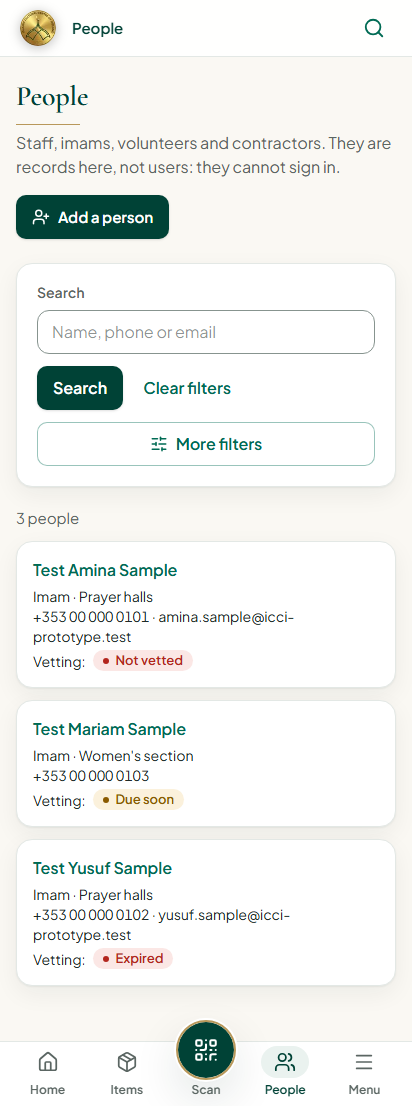 People
People
Staff, imams, volunteers and contractors. They are
records here, not users: they cannot sign in.
Add a person
Search
Name, phone or email
Search
Clear filters
More filters
3 people
Test Amina Sample
Imam · Prayer halls
+353 00 000 0101 · amina.sample@icci-
prototype.test
Vetting: Not vetted
Test Mariam Sample
Imam · Women's section
+353 00 000 0103
Vetting: Due soon
Test Yusuf Sample
Imam · Prayer halls
+353 00 000 0102 · yusuf.sample@icci-
prototype.test
Vetting: Expired
Home
Items
Scan
People
Menu